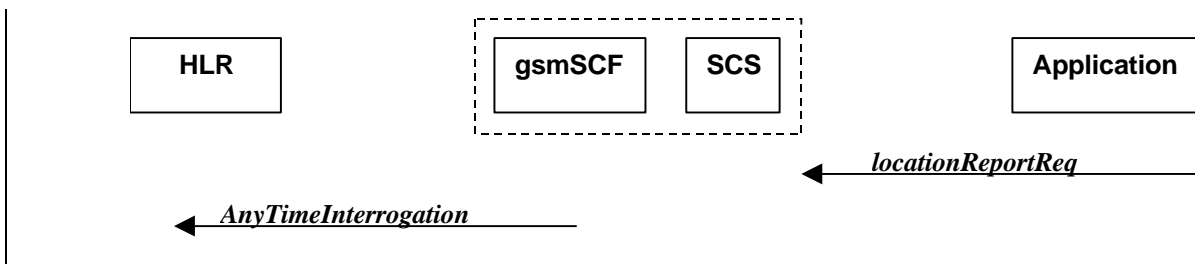 HLR
gsmSCF
SCS
Application
locationReportReq
AnyTimeInterrogation